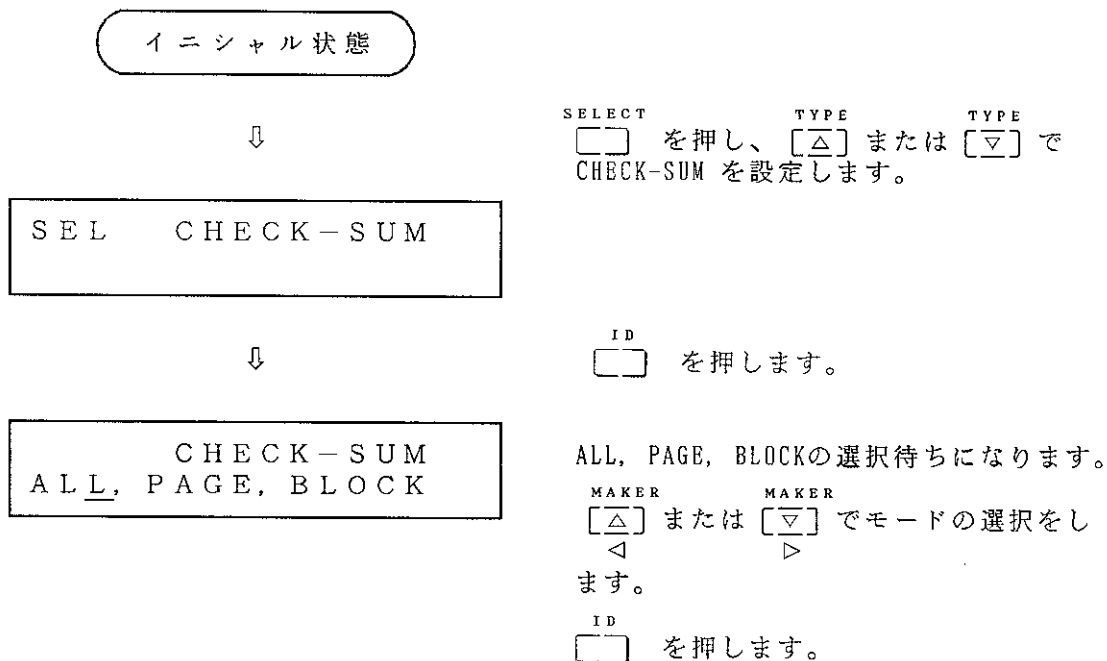 イニシャル状態
⇩
SELECT TYPE TYPE
を押し、[△] または [▽] で
CHECK-SUM を設定します。
SEL CHECK-SUM
⇩
ID
を押します。
CHECK-SUM
ALL, PAGE, BLOCK
ALL, PAGE, BLOCKの選択待ちになります。
MAKER MAKER
[△] または [▽] でモードの選択をし
◁ ▷
ます。
ID
を押します。